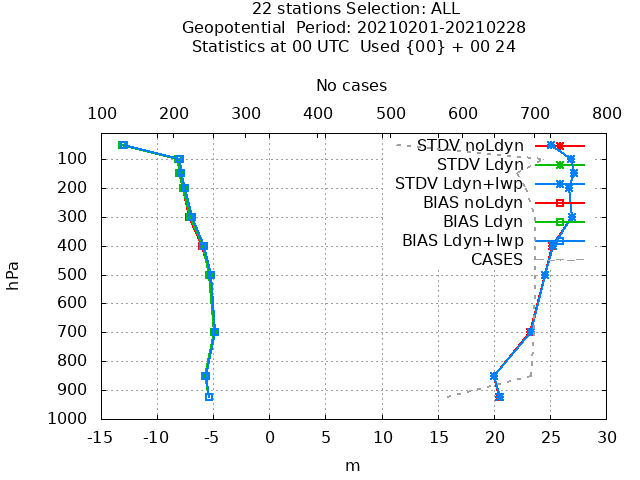 22 stations Selection: ALL
Geopotential  Period: 20210201-20210228
Statistics at 00 UTC  Used {00} + 00 24
No cases
100 200 300 400 500 600 700 800
STDV noLdyn
STDV Ldyn
STDV Ldyn+lwp
BIAS noLdyn
BIAS Ldyn
BIAS Ldyn+lwp
CASES
hPa
100
200
300
400
500
600
700
800
900
1000
-15 -10 -5 0 5 10 15 20 25 30
m